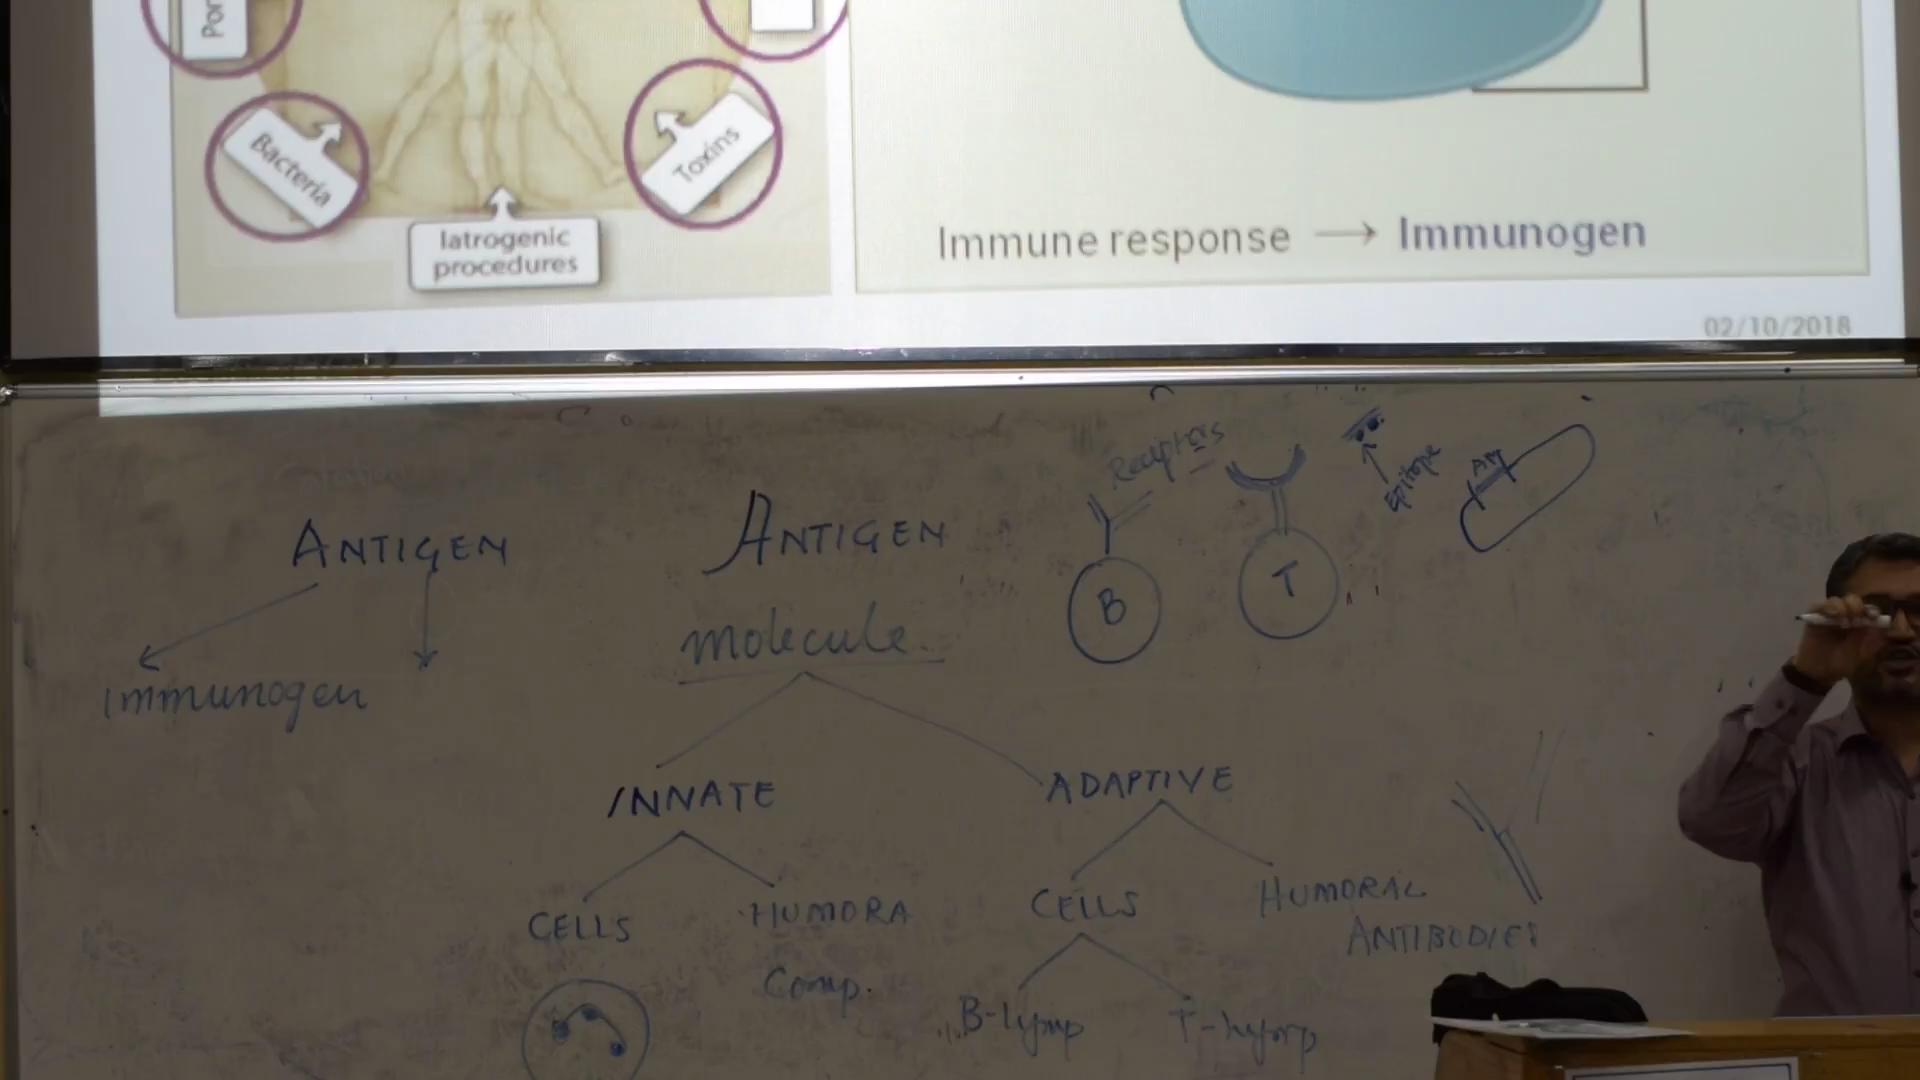 Bacteria
Toxins
Iatrogenic
procedures
Immune response → Immunogen
02/10/2018
Receptors
Epitope
ANTIGEN
ANTIGEN
B
T
molecule
immunogen
INNATE
ADAPTIVE
CELLS
HUMORA
CELLS
HUMORAL
ANTIBODIES
Comp.
B-lymp